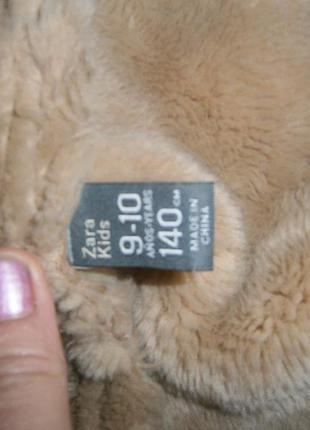 Zara
Kids
9-10
AÑOS-YEARS
140 CM
MADE IN
CHINA